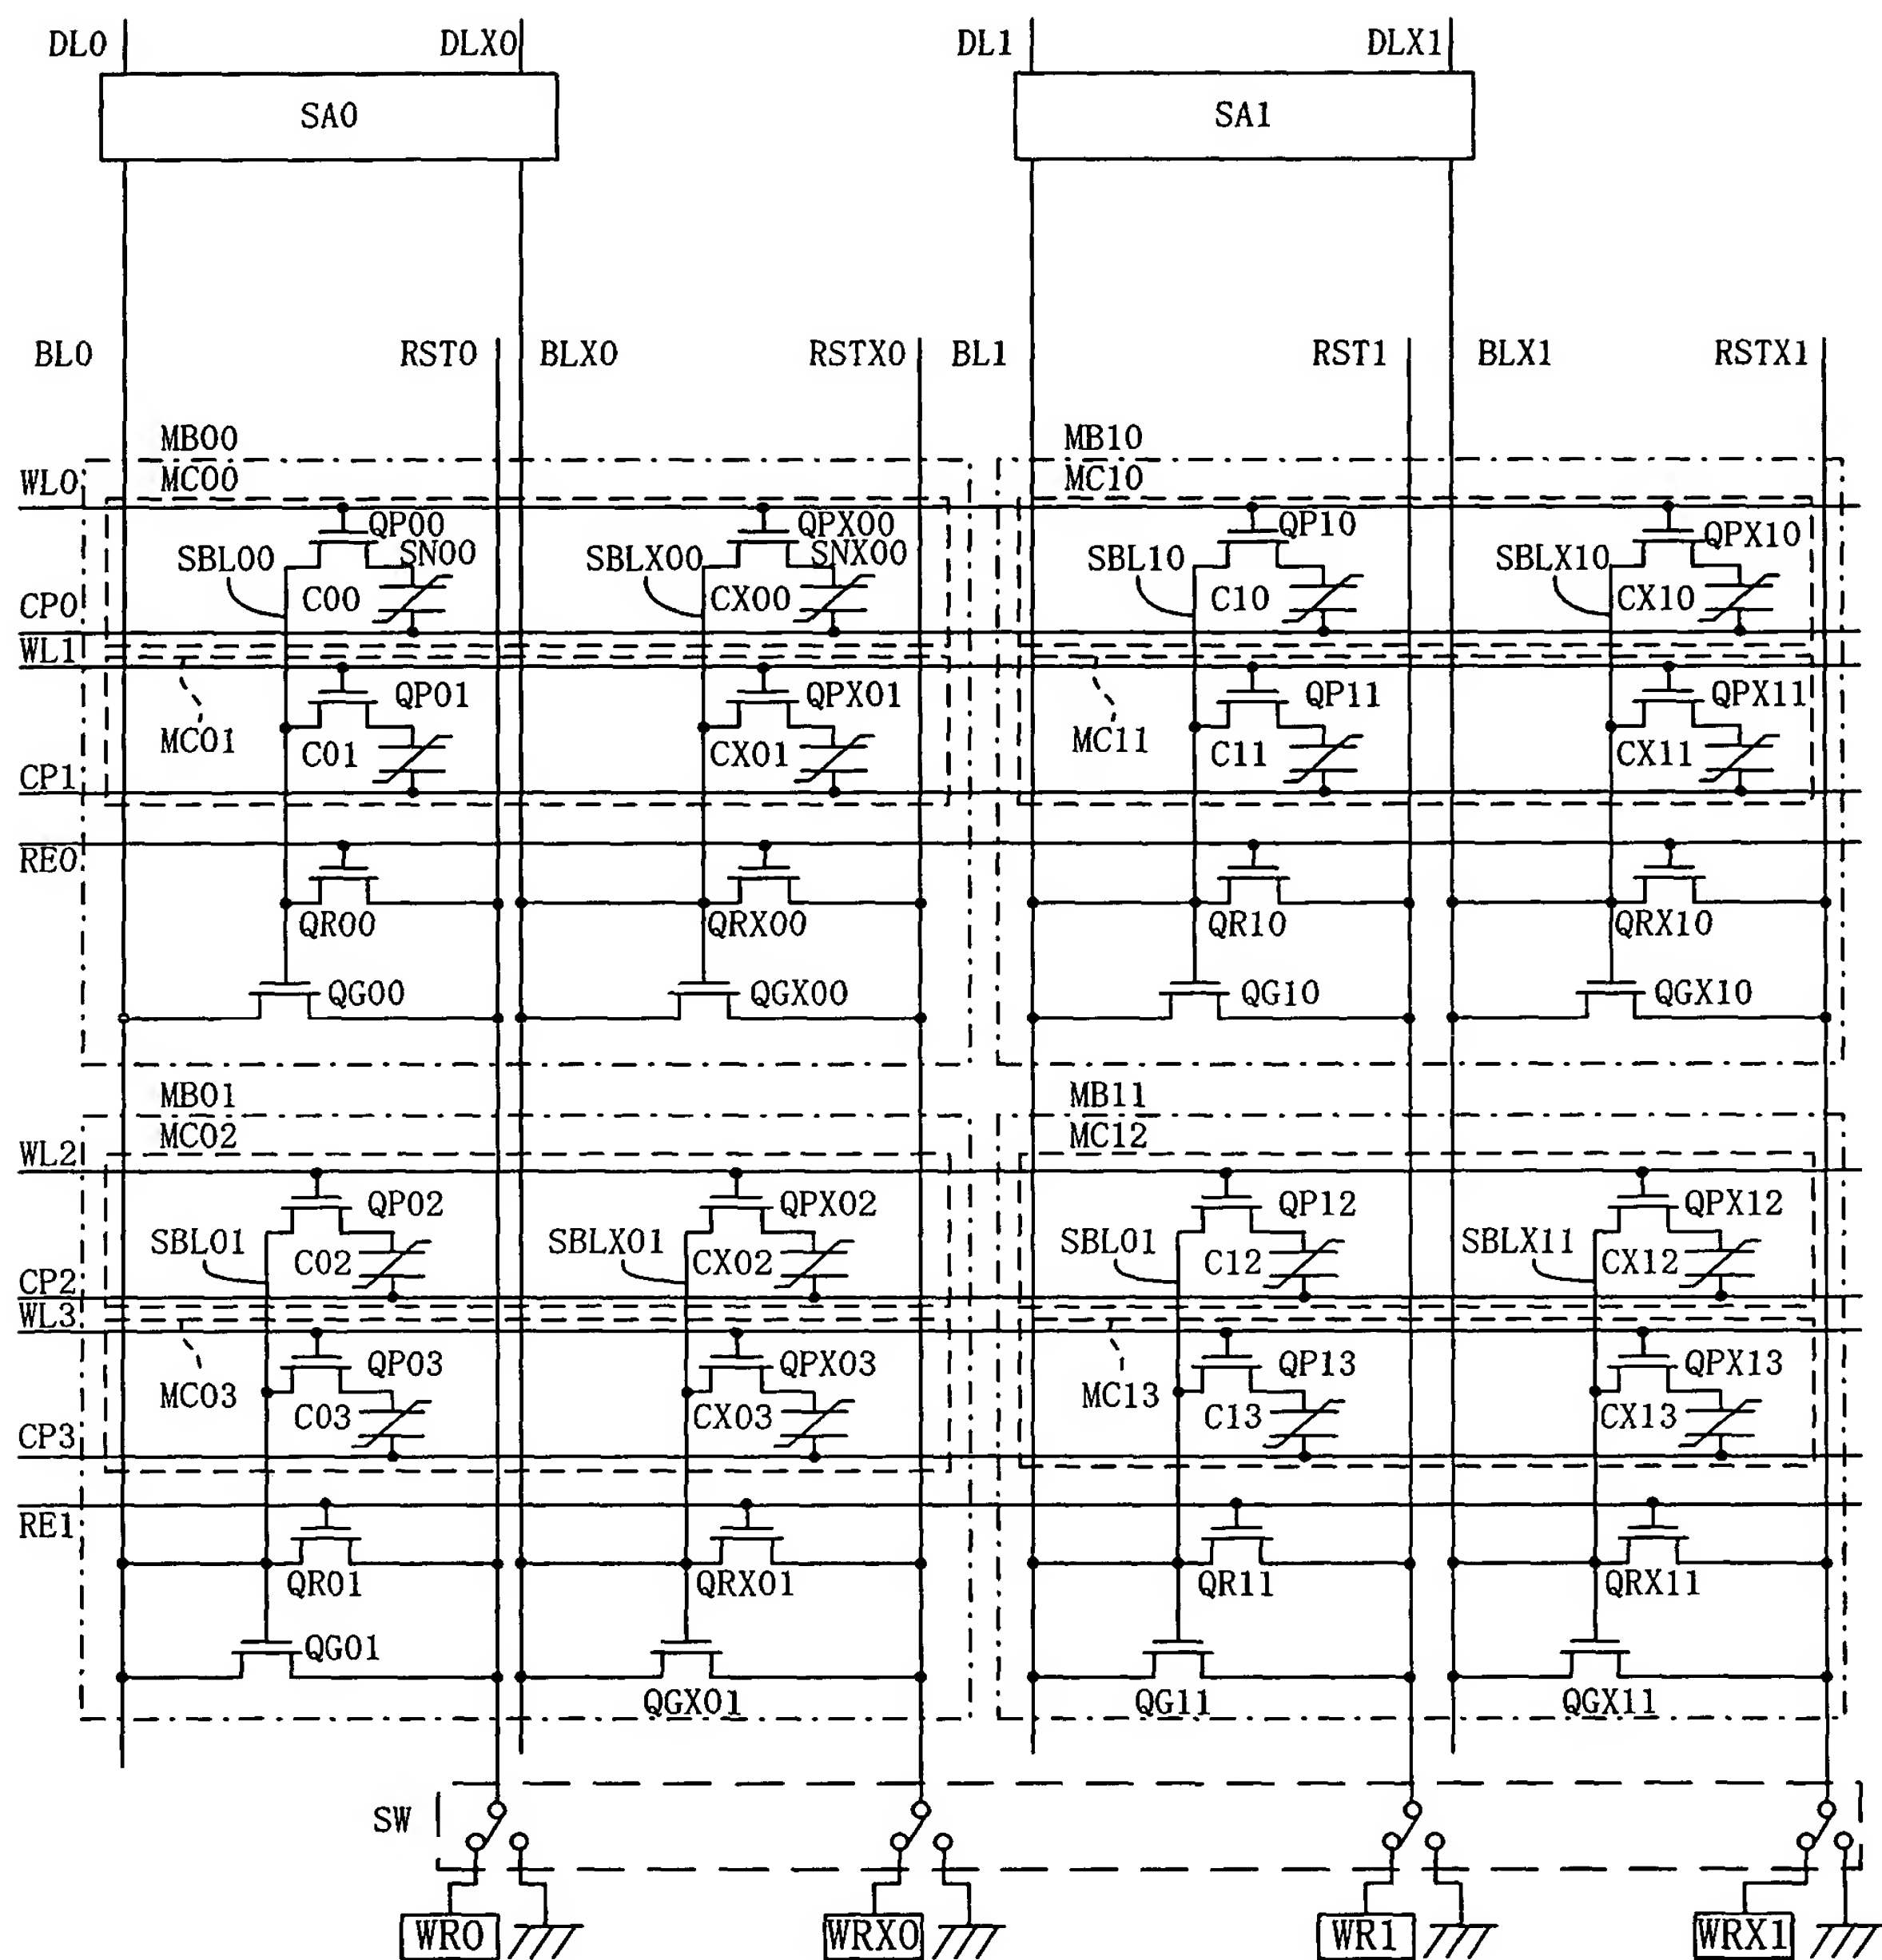 DL0 DLX0 DL1 DLX1
SA0 SA1
BL0 RST0 BLX0 RSTX0 BL1 RST1 BLX1 RSTX1
MB00 MB10
WL0 MC00 MC10
QP00 QPX00 QP10 QPX10
SBL00 SN00 SBLX00 SNX00 SBL10 SBLX10
CP0 C00 CX00 C10 CX10
WL1
QP01 QPX01 QP11 QPX11
MC01 C01 CX01 MC11 C11 CX11
CP1
RE0
QR00 QRX00 QR10 QRX10
QG00 QGX00 QG10 QGX10
MB01 MB11
WL2 MC02 MC12
QP02 QPX02 QP12 QPX12
SBL01 C02 SBLX01 CX02 SBL01 C12 SBLX11 CX12
CP2
WL3
QP03 QPX03 QP13 QPX13
MC03 C03 CX03 MC13 C13 CX13
CP3
RE1
QR01 QRX01 QR11 QRX11
QG01
QGX01 QG11 QGX11
SW
WR0 WRX0 WR1 WRX1